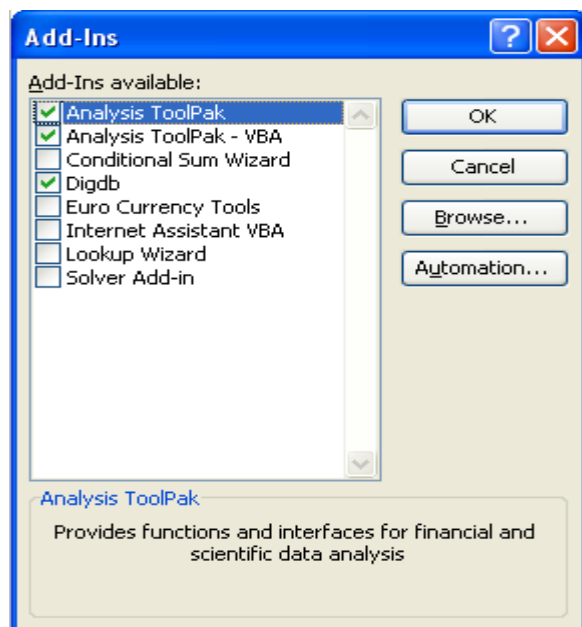 Add-Ins
Add-Ins available:
Analysis ToolPak
Analysis ToolPak - VBA
Conditional Sum Wizard
Digdb
Euro Currency Tools
Internet Assistant VBA
Lookup Wizard
Solver Add-in
OK
Cancel
Browse...
Automation...
Analysis ToolPak
Provides functions and interfaces for financial and
scientific data analysis